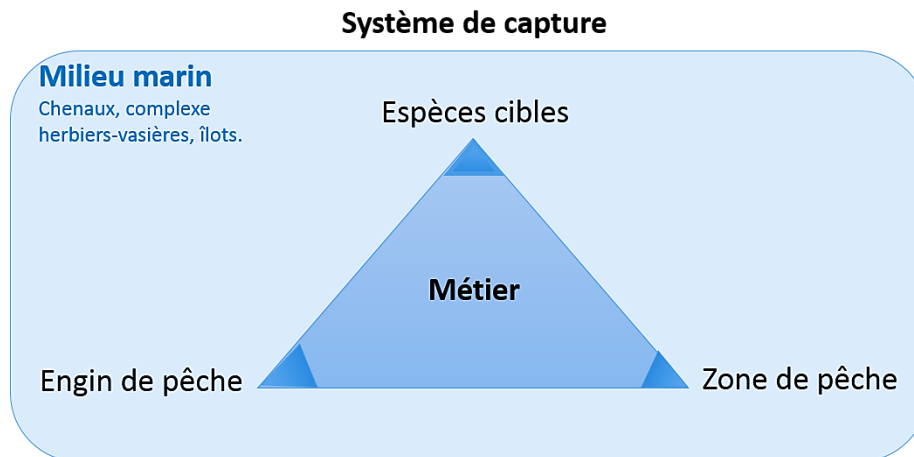 Système de capture
Milieu marin
Chenaux, complexe
herbiers-vasières, îlots.
Espèces cibles
Métier
Engin de pêche
Zone de pêche